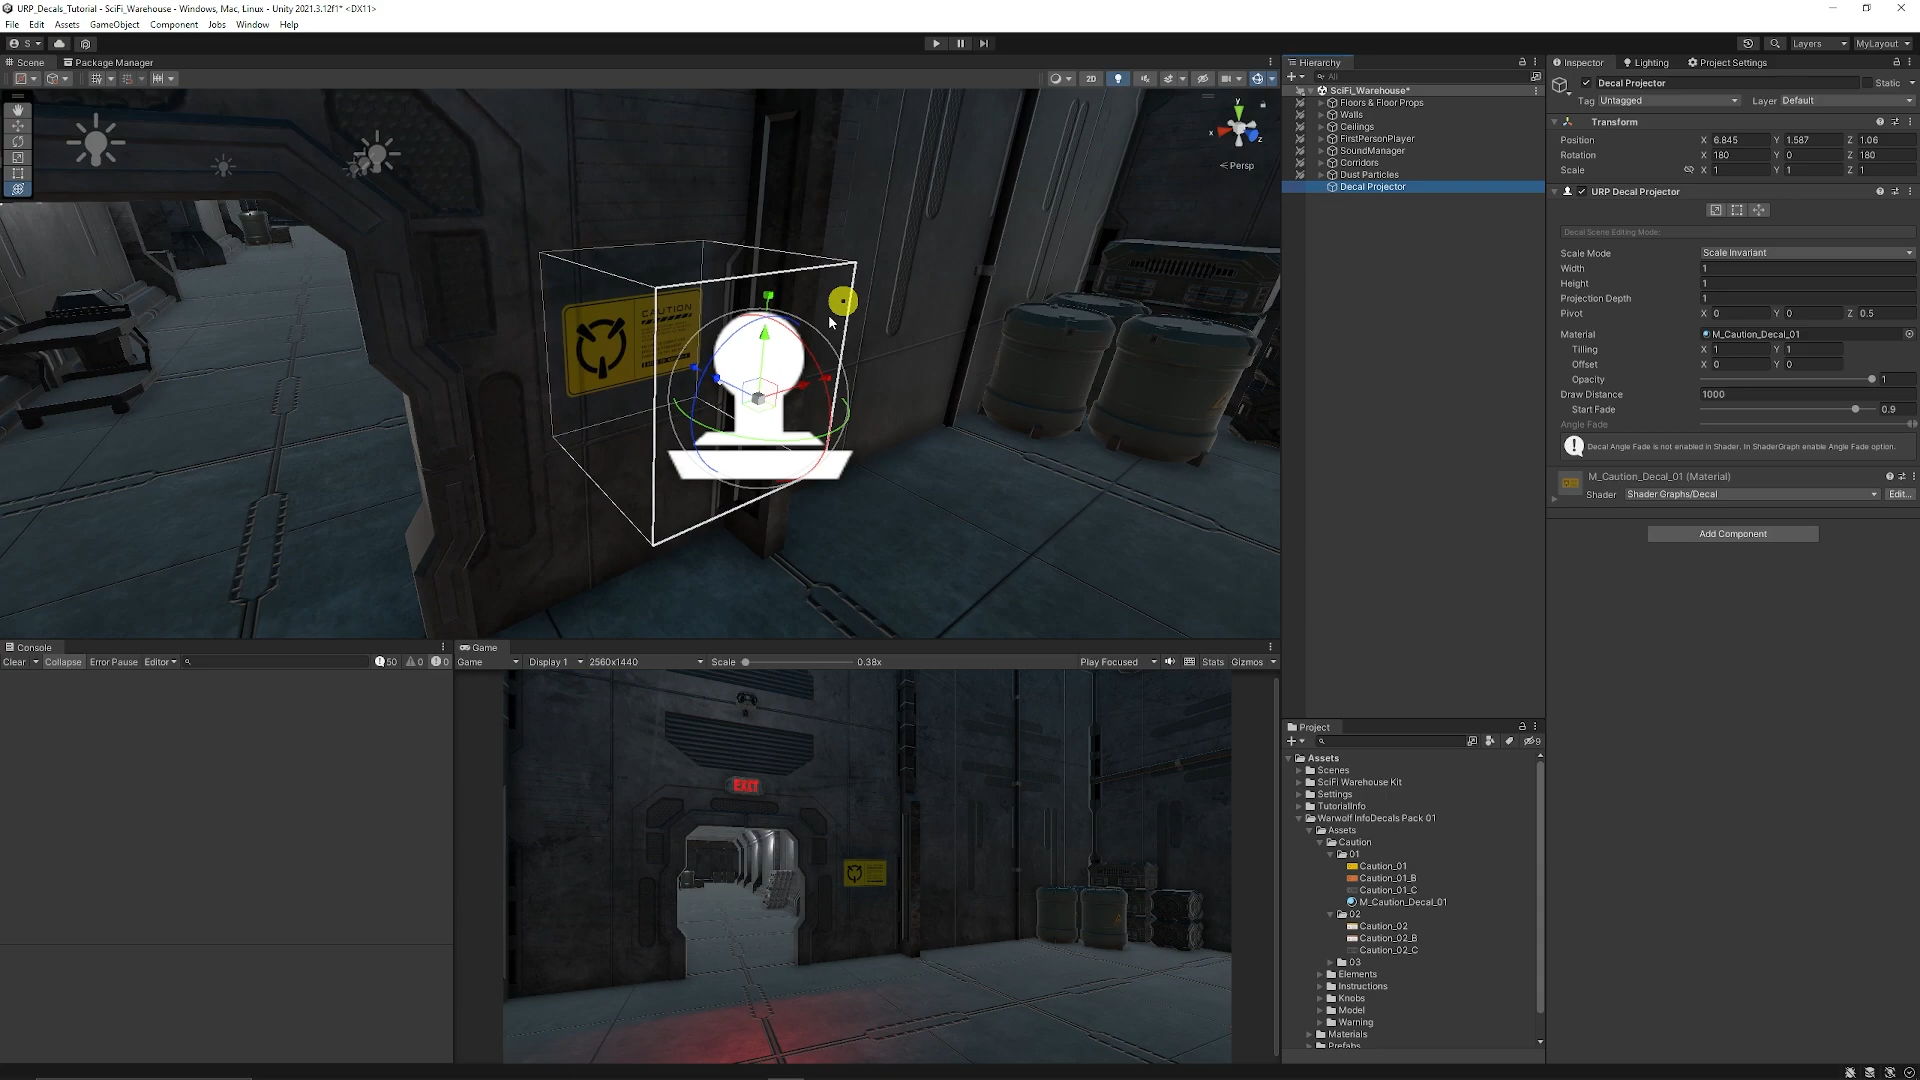 URP_Decals_Tutorial - SciFi_Warehouse - Windows, Mac, Linux - Unity 2021.3.12f1* <DX11>
File Edit Assets GameObject Component Jobs Window Help
S
Layers MyLayout
Scene Package Manager
2D
CAUTION
Y
X
Z
Persp
Hierarchy
All
SciFi_Warehouse*
Floors & Floor Props
Walls
Ceilings
FirstPersonPlayer
SoundManager
Corridors
Dust Particles
Decal Projector
Inspector Lighting Project Settings
Decal Projector Static
Tag Untagged Layer Default
Transform
Position X 6.845 Y 1.587 Z 1.06
Rotation X 180 Y 0 Z 180
Scale X 1 Y 1 Z 1
URP Decal Projector
Decal Scene Editing Mode:
Scale Mode Scale Invariant
Width 1
Height 1
Projection Depth 1
Pivot X 0 Y 0 Z 0.5
Material M_Caution_Decal_01
Tilling X 1 Y 1
Offset X 0 Y 0
Opacity 1
Draw Distance 1000
Start Fade 0.9
Angle Fade
Decal Angle Fade is not enabled in Shader. In ShaderGraph enable Angle Fade option.
M_Caution_Decal_01 (Material)
Shader Shader Graphs/Decal Edit...
Add Component
Console
Clear Collapse Error Pause Editor 50 0 0
Game
Game Display 1 2560x1440 Scale 0.38x Play Focused Stats Gizmos
EXIT
Project
9
Assets
Scenes
SciFi Warehouse Kit
Settings
TutorialInfo
Warwolf InfoDecals Pack 01
Assets
Caution
01
Caution_01
Caution_01_B
Caution_01_C
M_Caution_Decal_01
02
Caution_02
Caution_02_B
Caution_02_C
03
Elements
Instructions
Knobs
Model
Warning
Materials
Prefabs